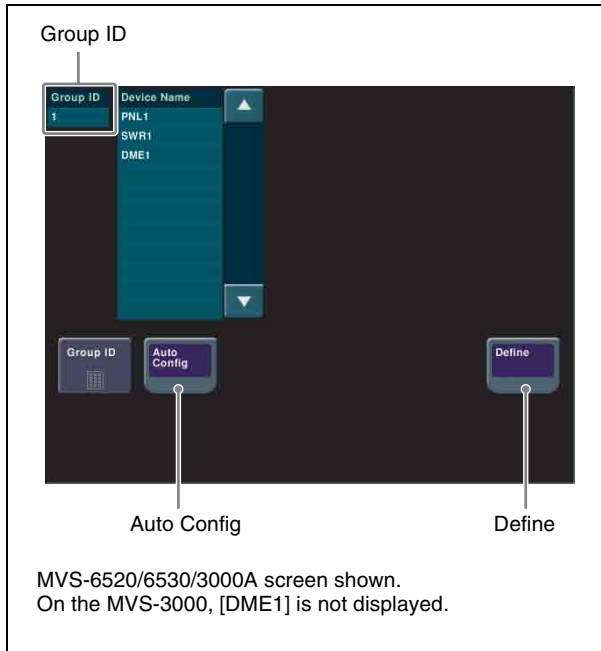 Group ID
Group ID Device Name
1 PNL1
SWR1
DME1
Group ID Auto Config Define
Auto Config Define
MVS-6520/6530/3000A screen shown.
On the MVS-3000, [DME1] is not displayed.